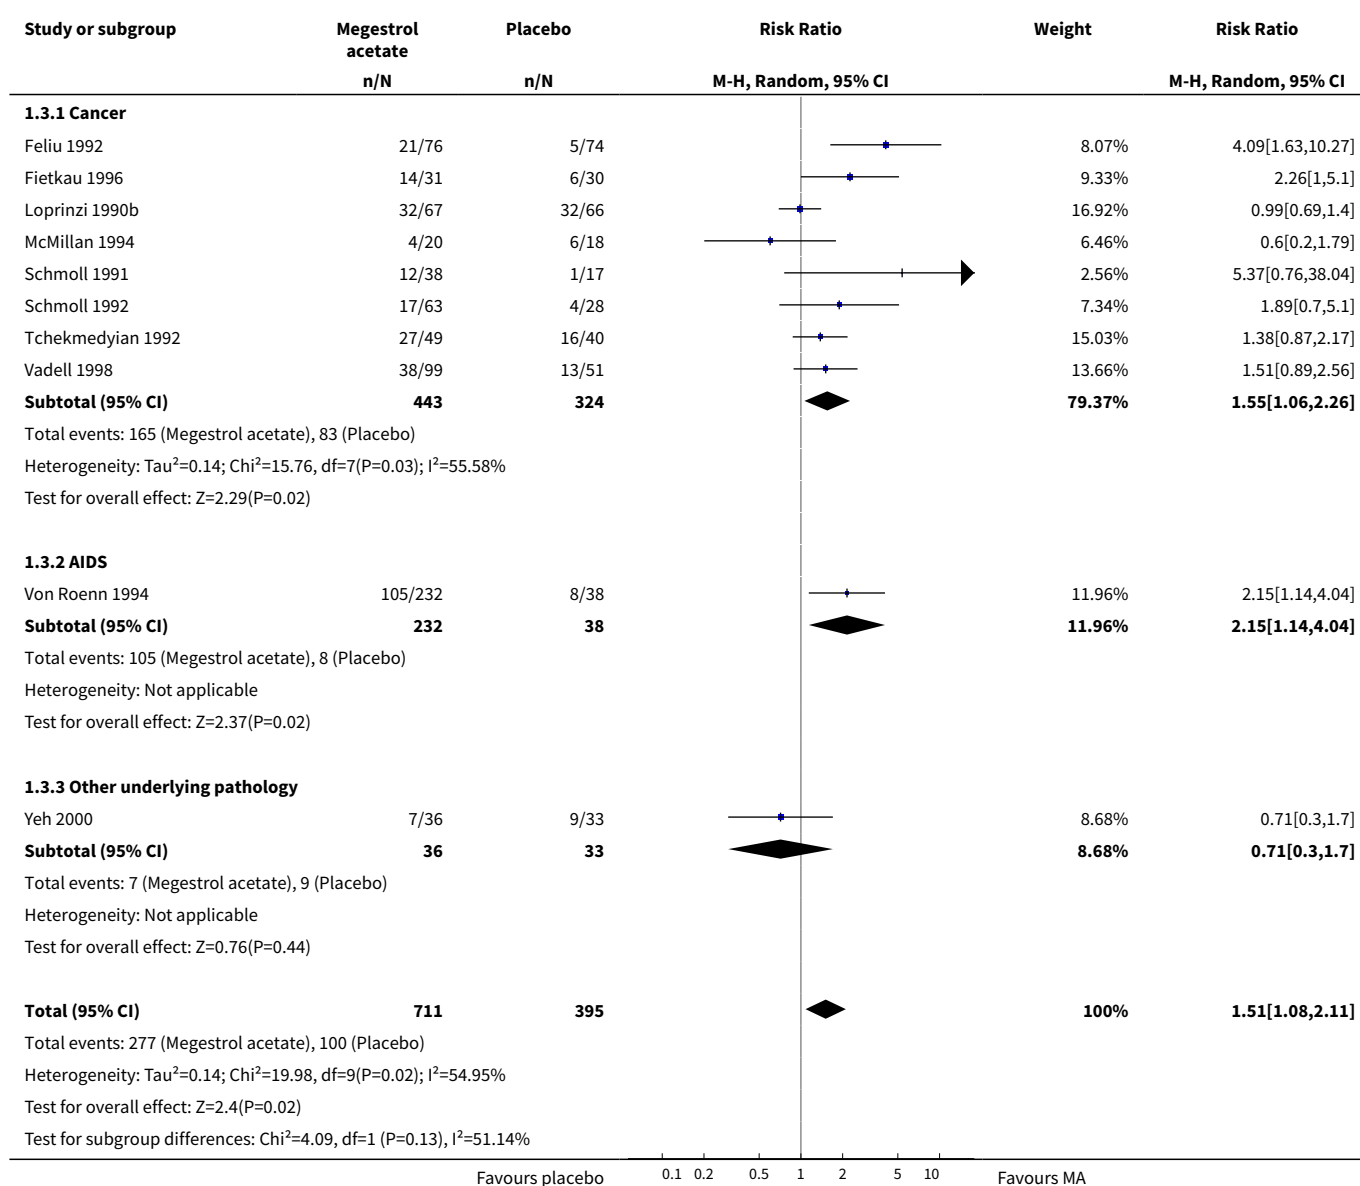 Study or subgroup Megestrol acetate Placebo Risk Ratio Weight Risk Ratio
n/N n/N M-H, Random, 95% CI M-H, Random, 95% CI
1.3.1 Cancer
Feliu 1992 21/76 5/74 8.07% 4.09[1.63,10.27]
Fietkau 1996 14/31 6/30 9.33% 2.26[1,5.1]
Loprinzi 1990b 32/67 32/66 16.92% 0.99[0.69,1.4]
McMillan 1994 4/20 6/18 6.46% 0.6[0.2,1.79]
Schmoll 1991 12/38 1/17 2.56% 5.37[0.76,38.04]
Schmoll 1992 17/63 4/28 7.34% 1.89[0.7,5.1]
Tchekmedyian 1992 27/49 16/40 15.03% 1.38[0.87,2.17]
Vadell 1998 38/99 13/51 13.66% 1.51[0.89,2.56]
Subtotal (95% CI) 443 324 79.37% 1.55[1.06,2.26]
Total events: 165 (Megestrol acetate), 83 (Placebo)
Heterogeneity: Tau²=0.14; Chi²=15.76, df=7(P=0.03); I²=55.58%
Test for overall effect: Z=2.29(P=0.02)
1.3.2 AIDS
Von Roenn 1994 105/232 8/38 11.96% 2.15[1.14,4.04]
Subtotal (95% CI) 232 38 11.96% 2.15[1.14,4.04]
Total events: 105 (Megestrol acetate), 8 (Placebo)
Heterogeneity: Not applicable
Test for overall effect: Z=2.37(P=0.02)
1.3.3 Other underlying pathology
Yeh 2000 7/36 9/33 8.68% 0.71[0.3,1.7]
Subtotal (95% CI) 36 33 8.68% 0.71[0.3,1.7]
Total events: 7 (Megestrol acetate), 9 (Placebo)
Heterogeneity: Not applicable
Test for overall effect: Z=0.76(P=0.44)
Total (95% CI) 711 395 100% 1.51[1.08,2.11]
Total events: 277 (Megestrol acetate), 100 (Placebo)
Heterogeneity: Tau²=0.14; Chi²=19.98, df=9(P=0.02); I²=54.95%
Test for overall effect: Z=2.4(P=0.02)
Test for subgroup differences: Chi²=4.09, df=1 (P=0.13), I²=51.14%
Favours placebo 0.1 0.2 0.5 1 2 5 10 Favours MA